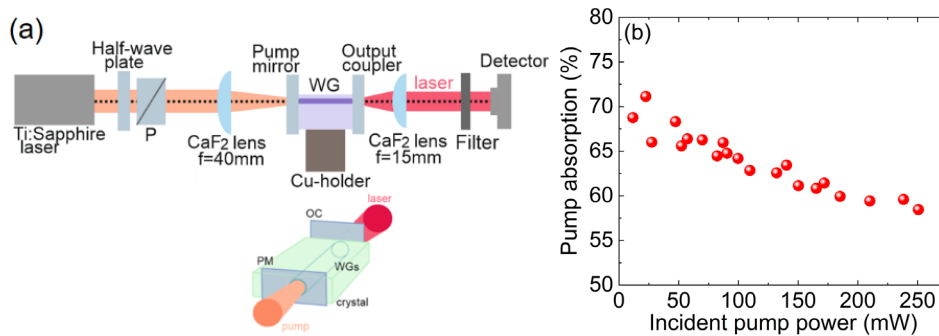 (a)
Half-wave
plate
Pump
mirror
Output
coupler
WG
laser
Detector
Ti:Sapphire
laser
P
CaF2 lens
f=40mm
CaF2 lens
f=15mm
Filter
Cu-holder
laser
OC
PM
WGs
crystal
pump
(b)
Pump absorption (%)
80
75
70
65
60
55
50
0 50 100 150 200 250
Incident pump power (mW)